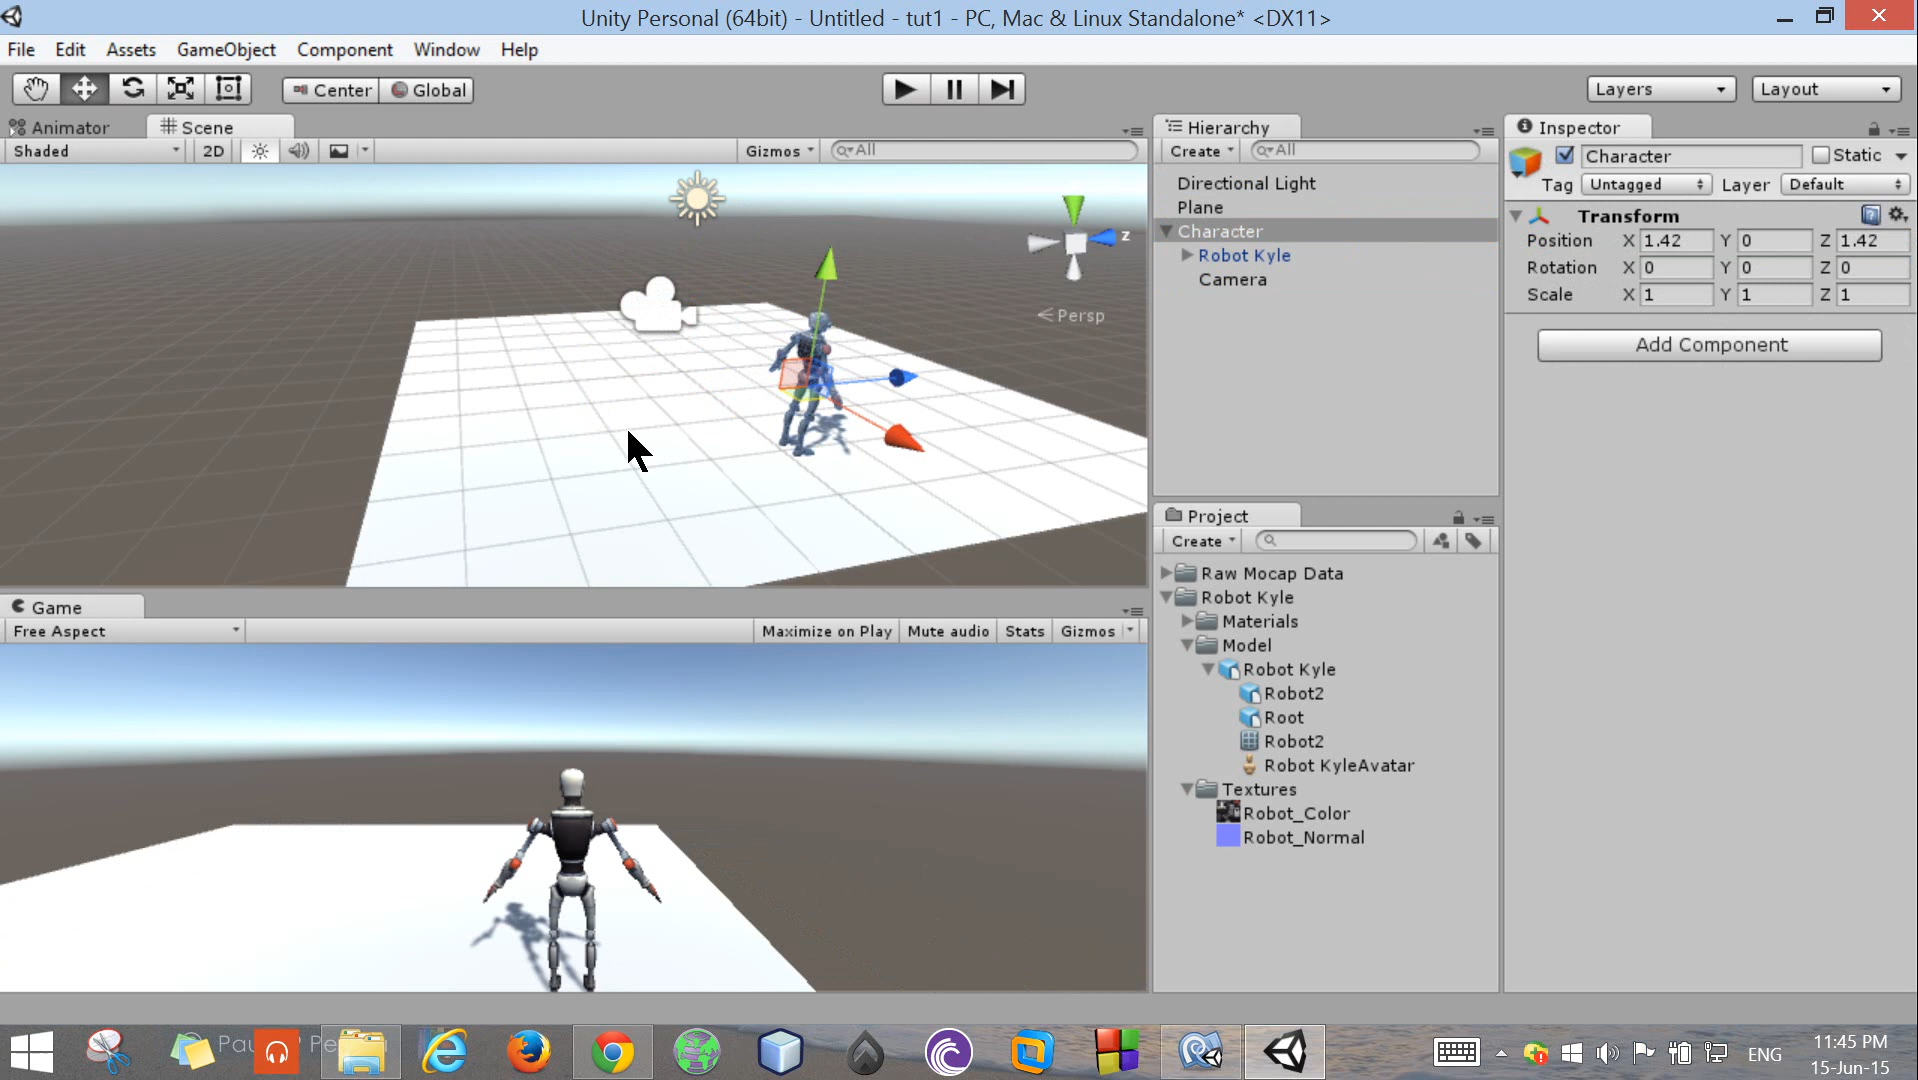 Unity Personal (64bit) - Untitled - tut1 - PC, Mac & Linux Standalone* <DX11>
File Edit Assets GameObject Component Window Help
Center Global Layers Layout
Animator Scene
Shaded 2D Gizmos All
z
Persp
Hierarchy
Create All
Directional Light
Plane
Character
Robot Kyle
Camera
Inspector
Character Static
Tag Untagged Layer Default
Transform
Position X 1.42 Y 0 Z 1.42
Rotation X 0 Y 0 Z 0
Scale X 1 Y 1 Z 1
Add Component
Project
Create
Raw Mocap Data
Robot Kyle
Materials
Model
Robot Kyle
Robot2
Root
Robot2
Robot KyleAvatar
Textures
Robot_Color
Robot_Normal
Game
Free Aspect Maximize on Play Mute audio Stats Gizmos
ENG
11:45 PM
15-Jun-15